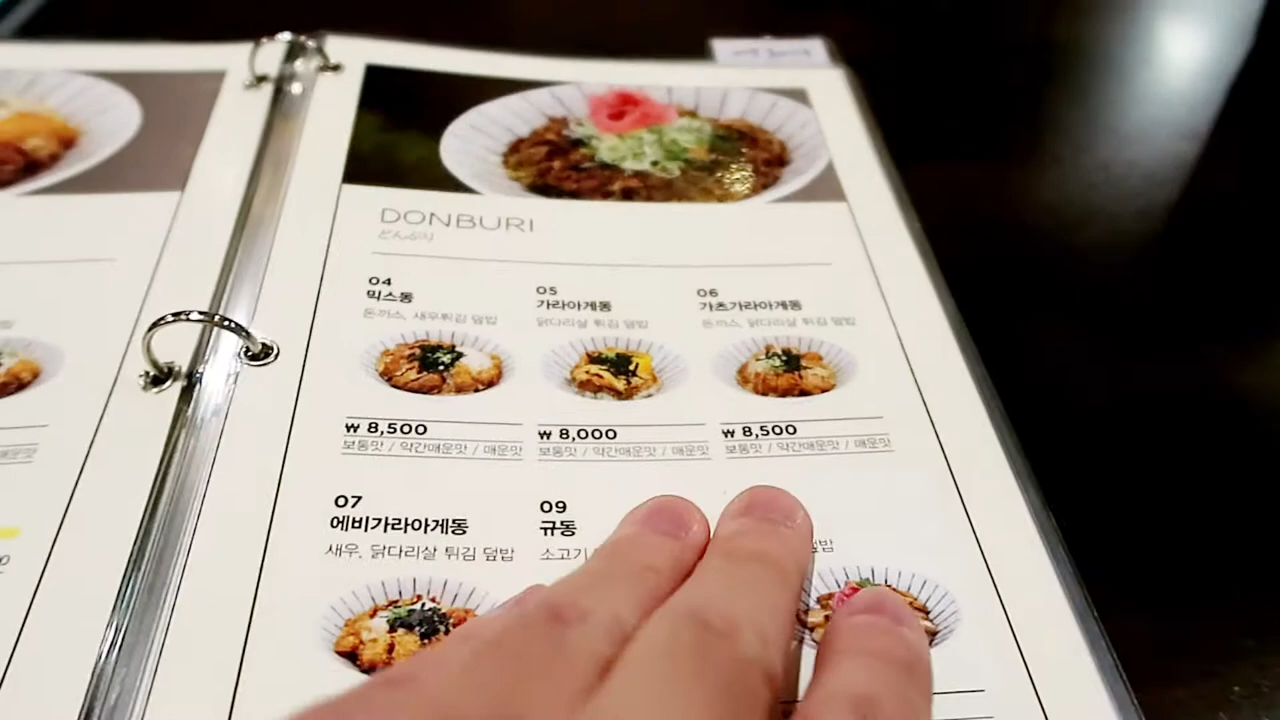 DONBURI
どんぶり
04
믹스동
돈까스, 새우튀김 덮밥
05
가라아게동
닭다리살 튀김 덮밥
06
가츠가라아게동
돈까스, 닭다리살 튀김 덮밥
₩ 8,500
보통맛 / 약간매운맛 / 매운맛
₩ 8,000
보통맛 / 약간매운맛 / 매운맛
₩ 8,500
보통맛 / 약간매운맛 / 매운맛
07
에비가라아게동
새우, 닭다리살 튀김 덮밥
09
규동
소고기
덮밥